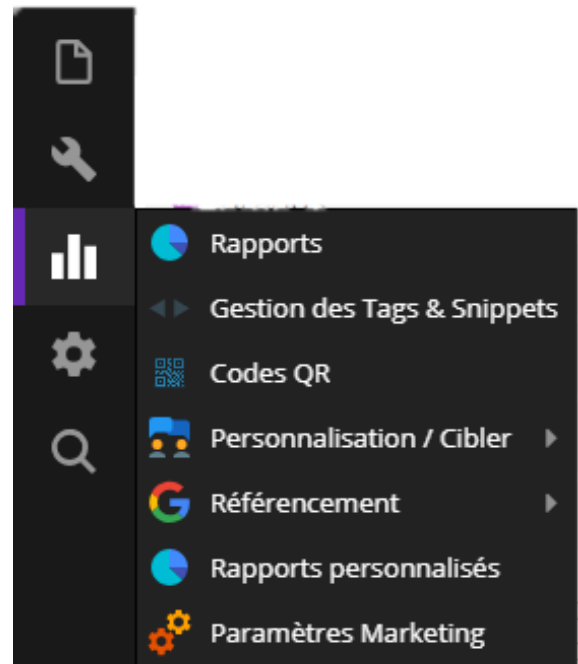 Rapports
Gestion des Tags & Snippets
Codes QR
Personnalisation / Cibler
Référencement
Rapports personnalisés
Paramètres Marketing